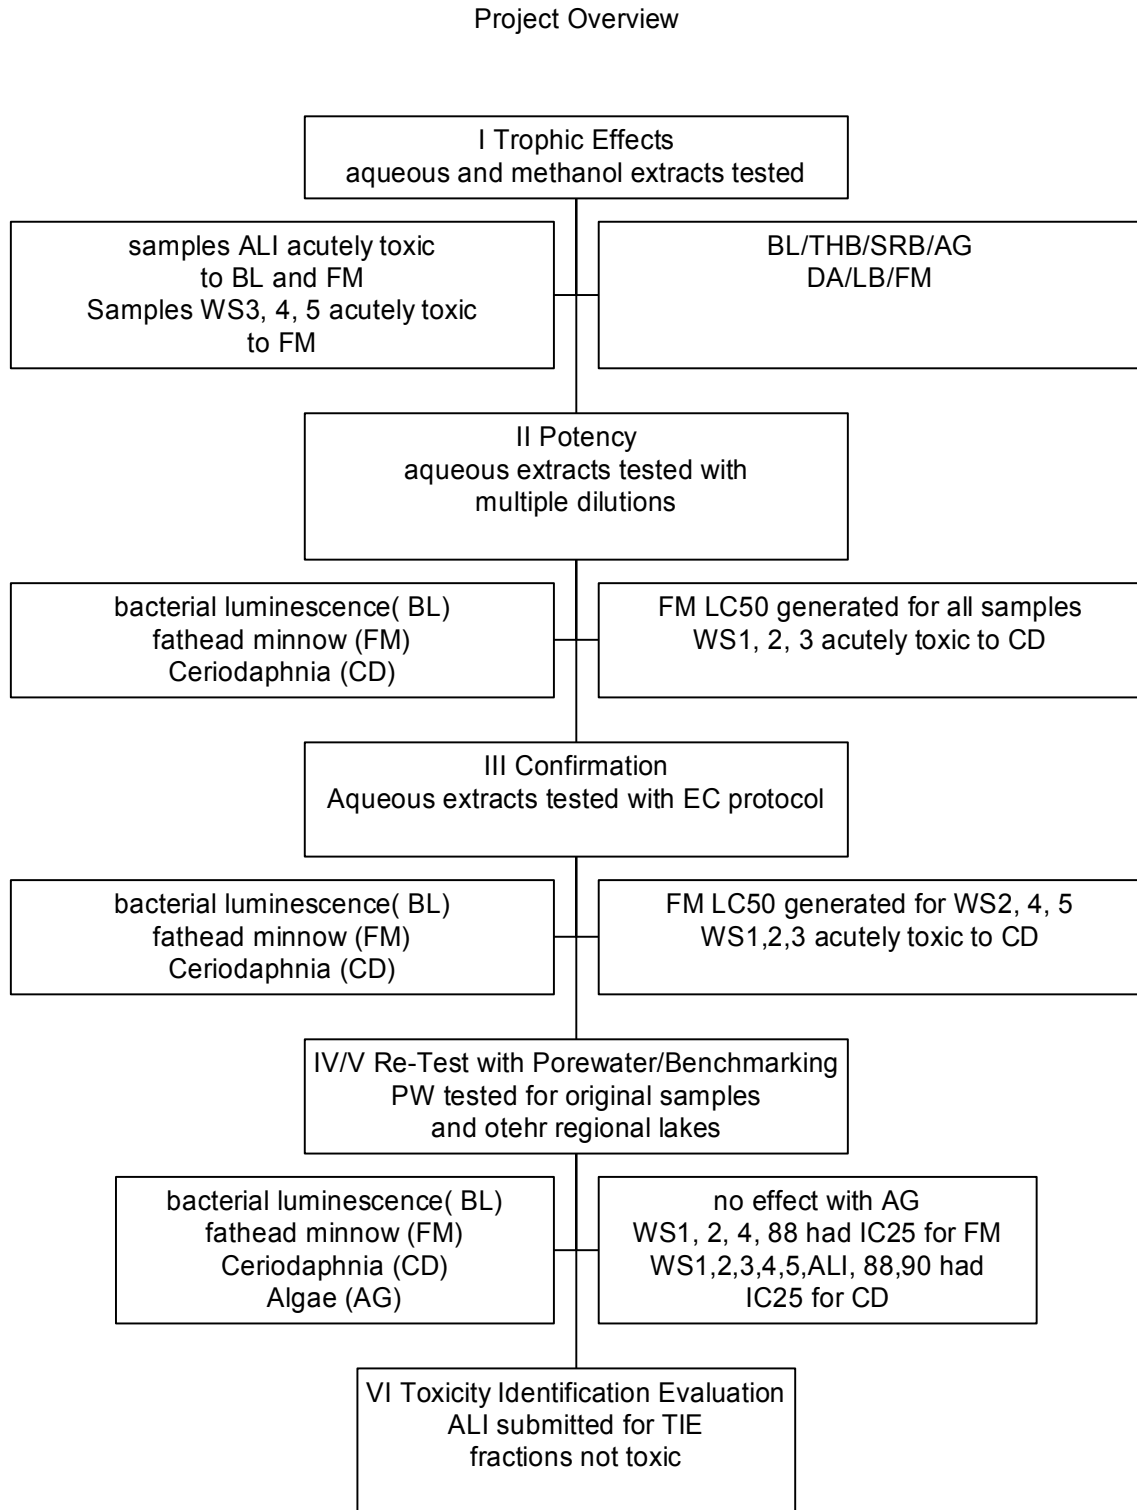 Project Overview
I Trophic Effects
aqueous and methanol extracts tested
samples ALI acutely toxic
to BL and FM
Samples WS3, 4, 5 acutely toxic
to FM
BL/THB/SRB/AG
DA/LB/FM
II Potency
aqueous extracts tested with
multiple dilutions
bacterial luminescence( BL)
fathead minnow (FM)
Ceriodaphnia (CD)
FM LC50 generated for all samples
WS1, 2, 3 acutely toxic to CD
III Confirmation
Aqueous extracts tested with EC protocol
bacterial luminescence( BL)
fathead minnow (FM)
Ceriodaphnia (CD)
FM LC50 generated for WS2, 4, 5
WS1,2,3 acutely toxic to CD
IV/V Re-Test with Porewater/Benchmarking
PW tested for original samples
and otehr regional lakes
bacterial luminescence( BL)
fathead minnow (FM)
Ceriodaphnia (CD)
Algae (AG)
no effect with AG
WS1, 2, 4, 88 had IC25 for FM
WS1,2,3,4,5,ALI, 88,90 had
IC25 for CD
VI Toxicity Identification Evaluation
ALI submitted for TIE
fractions not toxic